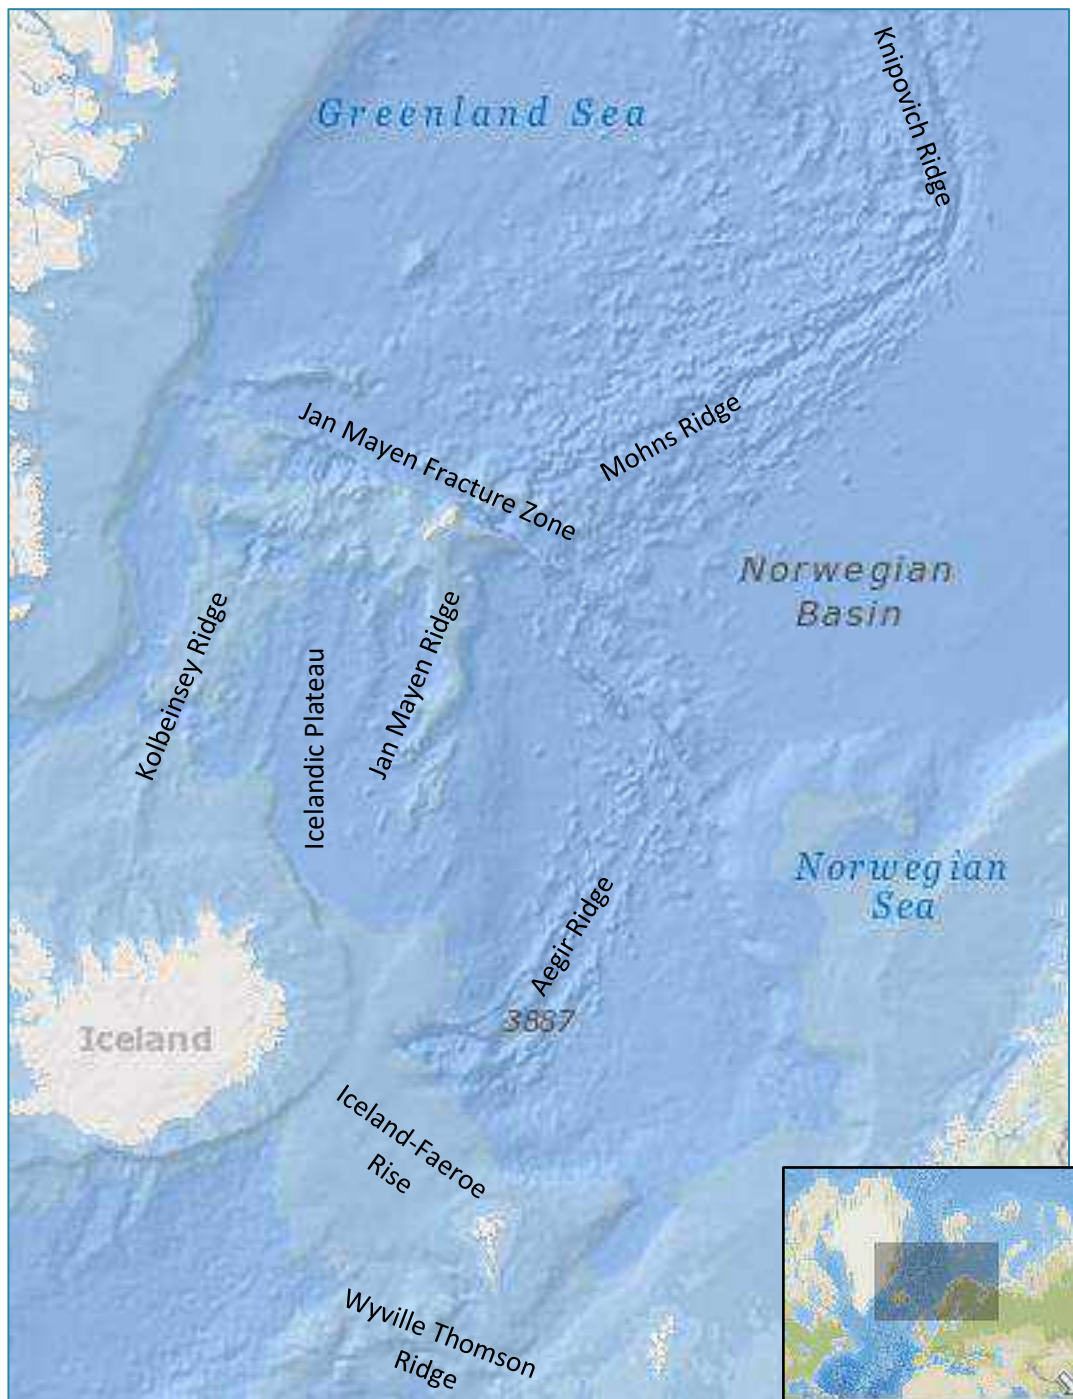 Knipovich Ridge
Greenland Sea
Jan Mayen Fracture Zone
Mohns Ridge
Norwegian
Basin
Kolbeinsey Ridge
Jan Mayen Ridge
Icelandic Plateau
Norwegian
Sea
Aegir Ridge
3887
Iceland
Iceland-Faeroe
Rise
Wyville Thomson
Ridge